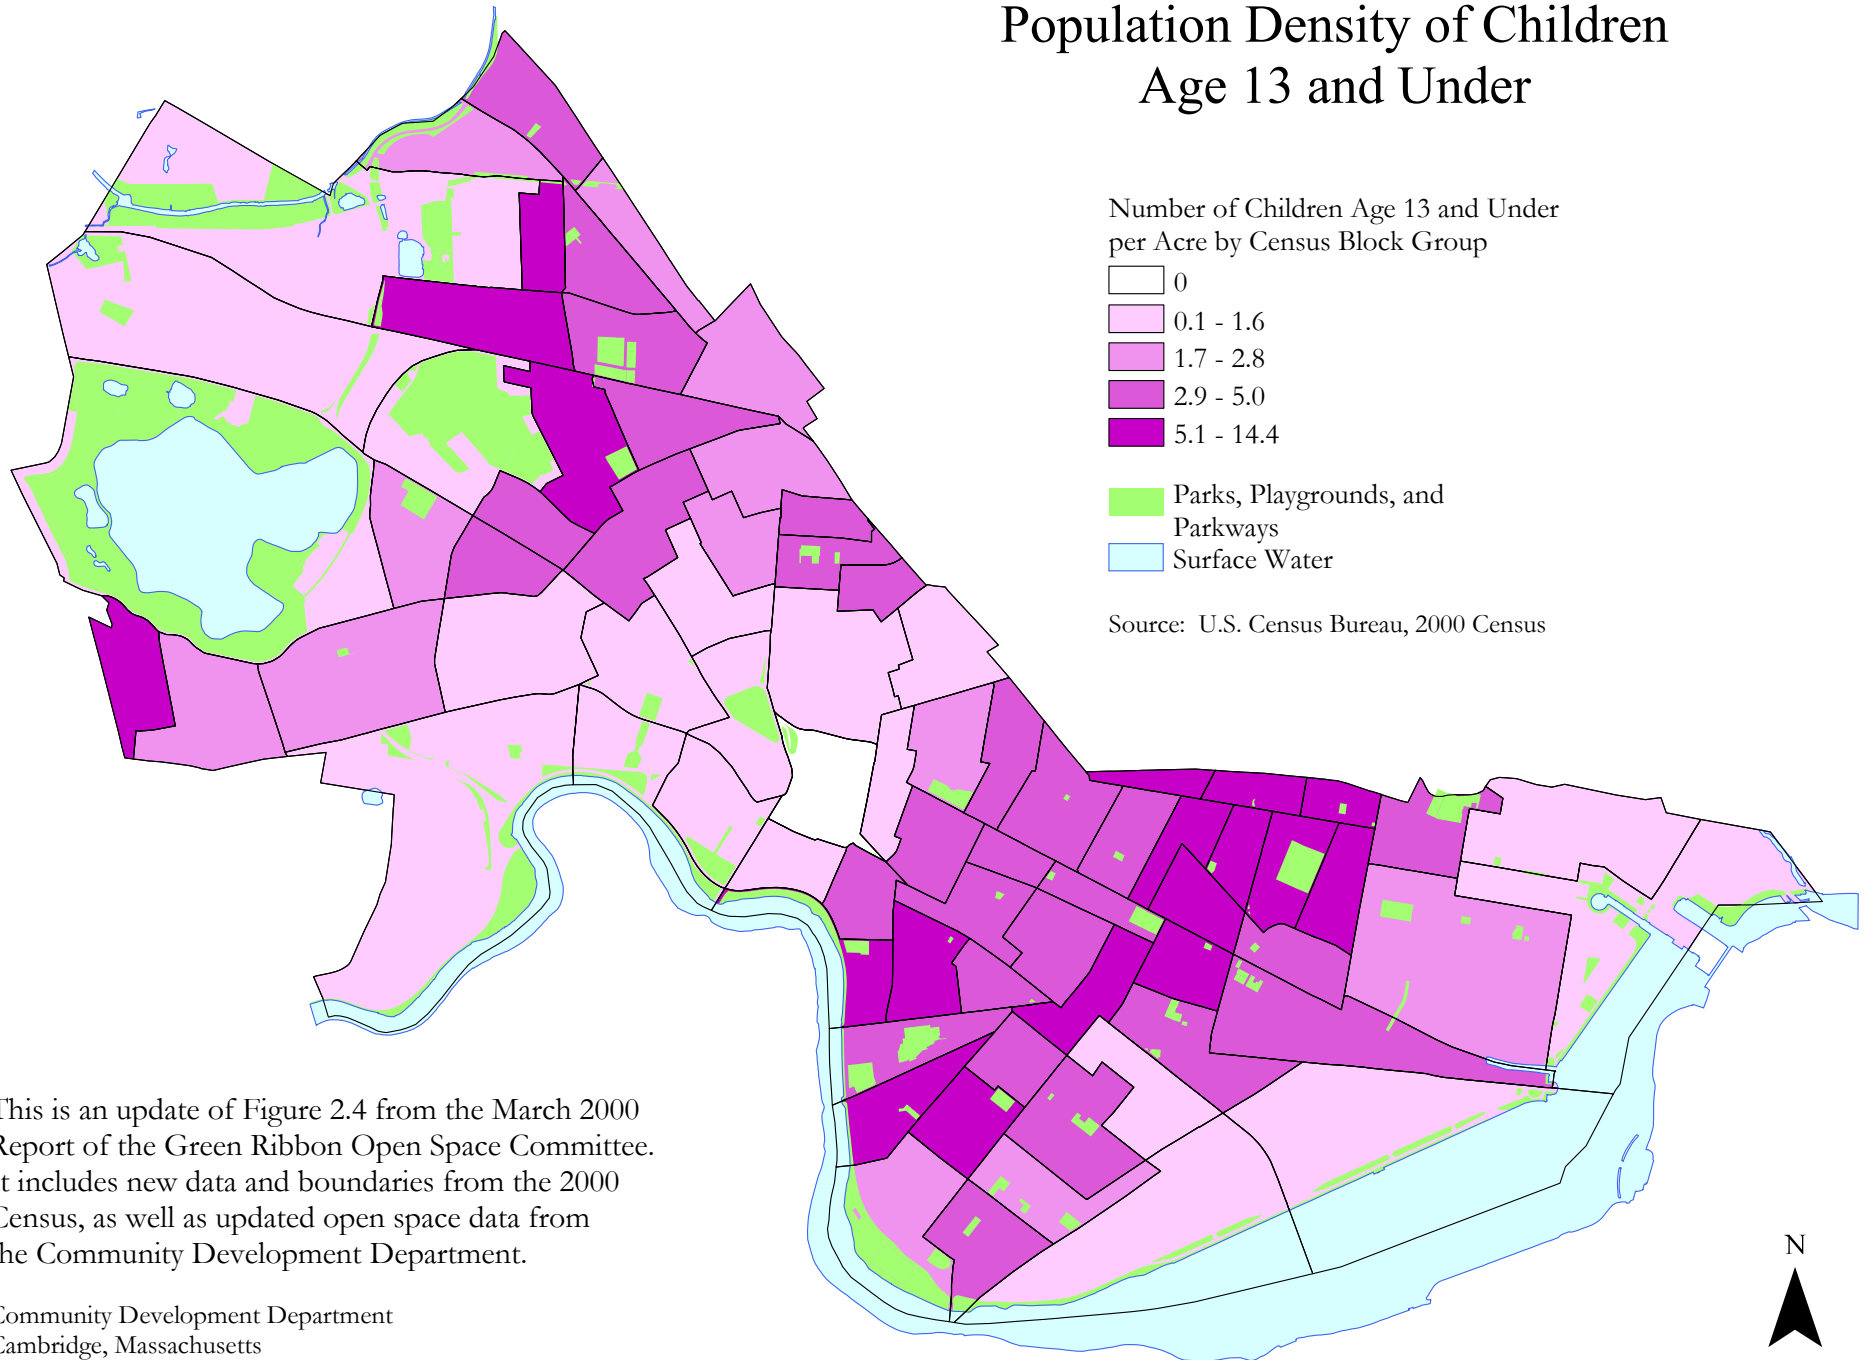 Population Density of Children
Age 13 and Under
Number of Children Age 13 and Under
per Acre by Census Block Group
0
0.1 - 1.6
1.7 - 2.8
2.9 - 5.0
5.1 - 14.4
Parks, Playgrounds, and
Parkways
Surface Water
Source: U.S. Census Bureau, 2000 Census
This is an update of Figure 2.4 from the March 2000
Report of the Green Ribbon Open Space Committee.
It includes new data and boundaries from the 2000
Census, as well as updated open space data from
the Community Development Department.
Community Development Department
Cambridge, Massachusetts
N